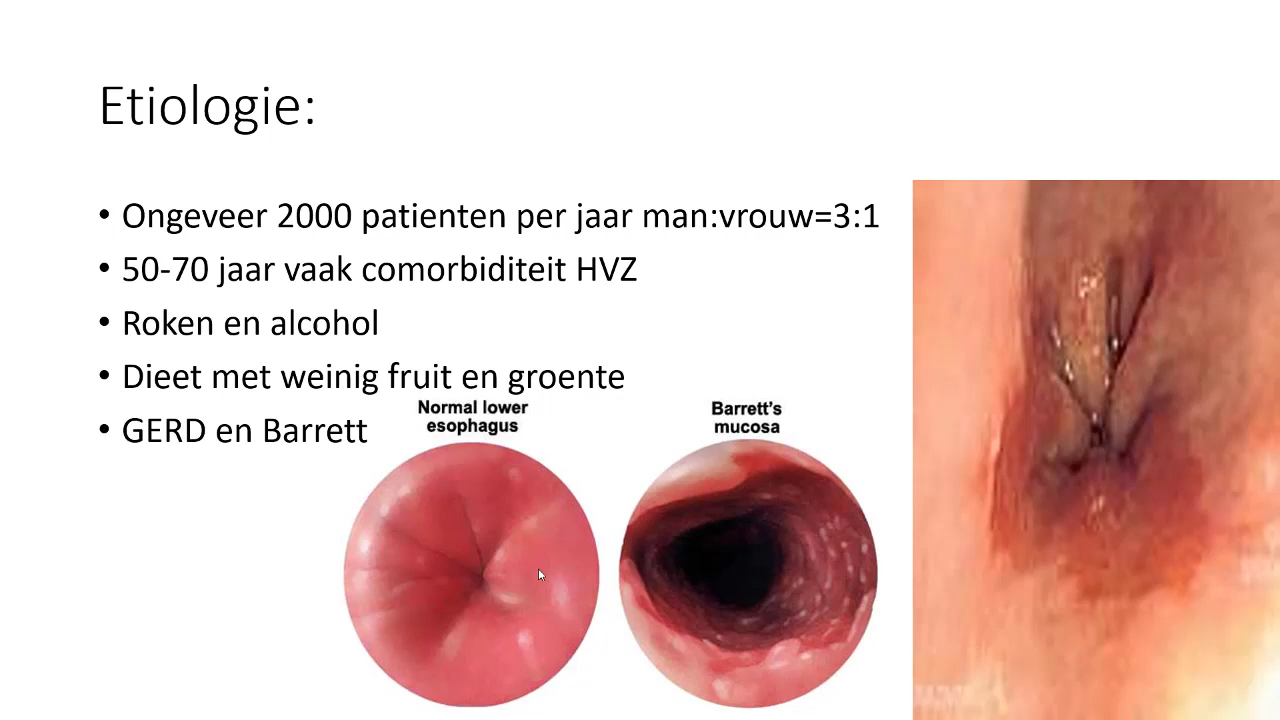 Etiologie:
• Ongeveer 2000 patienten per jaar man:vrouw=3:1
• 50-70 jaar vaak comorbiditeit HVZ
• Roken en alcohol
• Dieet met weinig fruit en groente
• GERD en Barrett
Normal lower
esophagus
Barrett's
mucosa